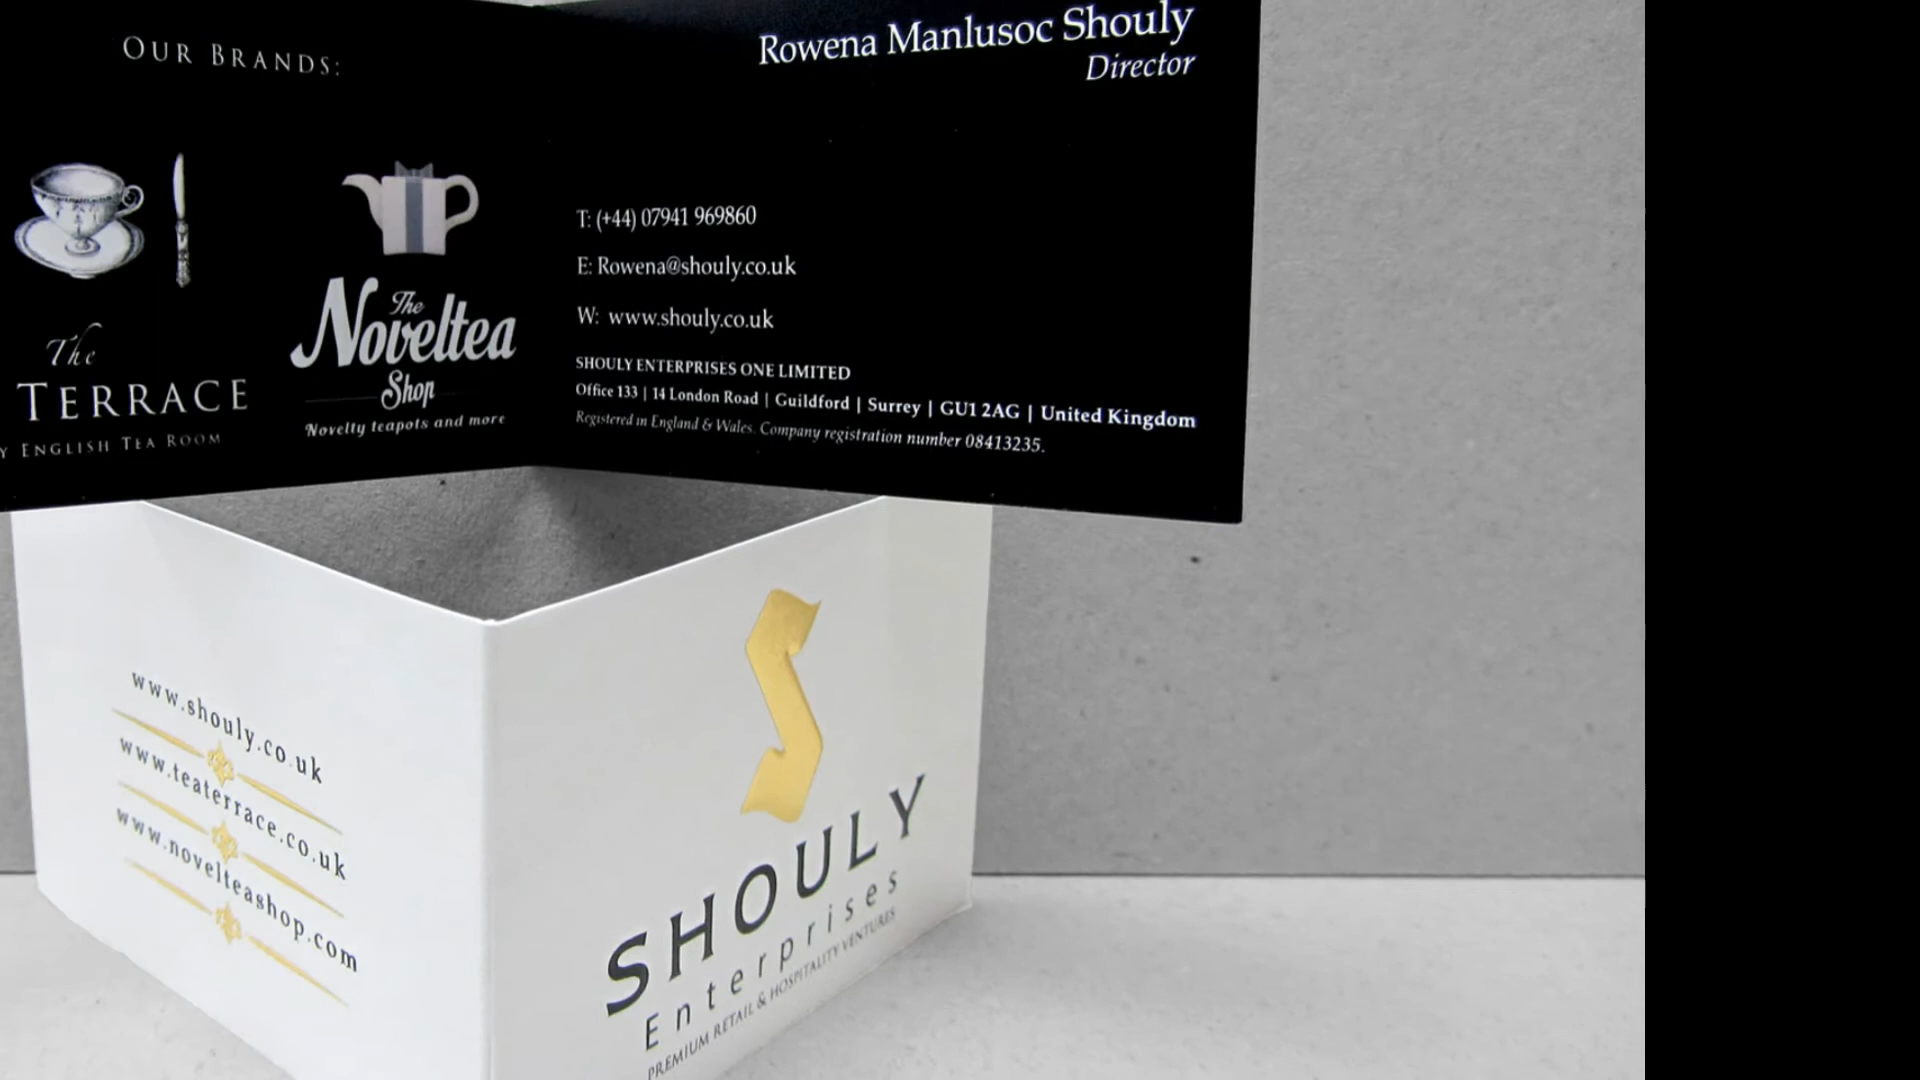 OUR BRANDS:
The
TERRACE
Y ENGLISH TEA ROOM
The
Noveltea
Shop
Novelty teapots and more
Rowena Manlusoc Shouly
Director
T: (+44) 07941 969860
E: Rowena@shouly.co.uk
W: www.shouly.co.uk
SHOULY ENTERPRISES ONE LIMITED
Office 133 | 14 London Road | Guildford | Surrey | GU1 2AG | United Kingdom
Registered in England & Wales. Company registration number 08413235.
www.shouly.co.uk
www.teaterrace.co.uk
www.novelteashop.com
SHOULY
Enterprises
PREMIUM RETAIL & HOSPITALITY VENTURES